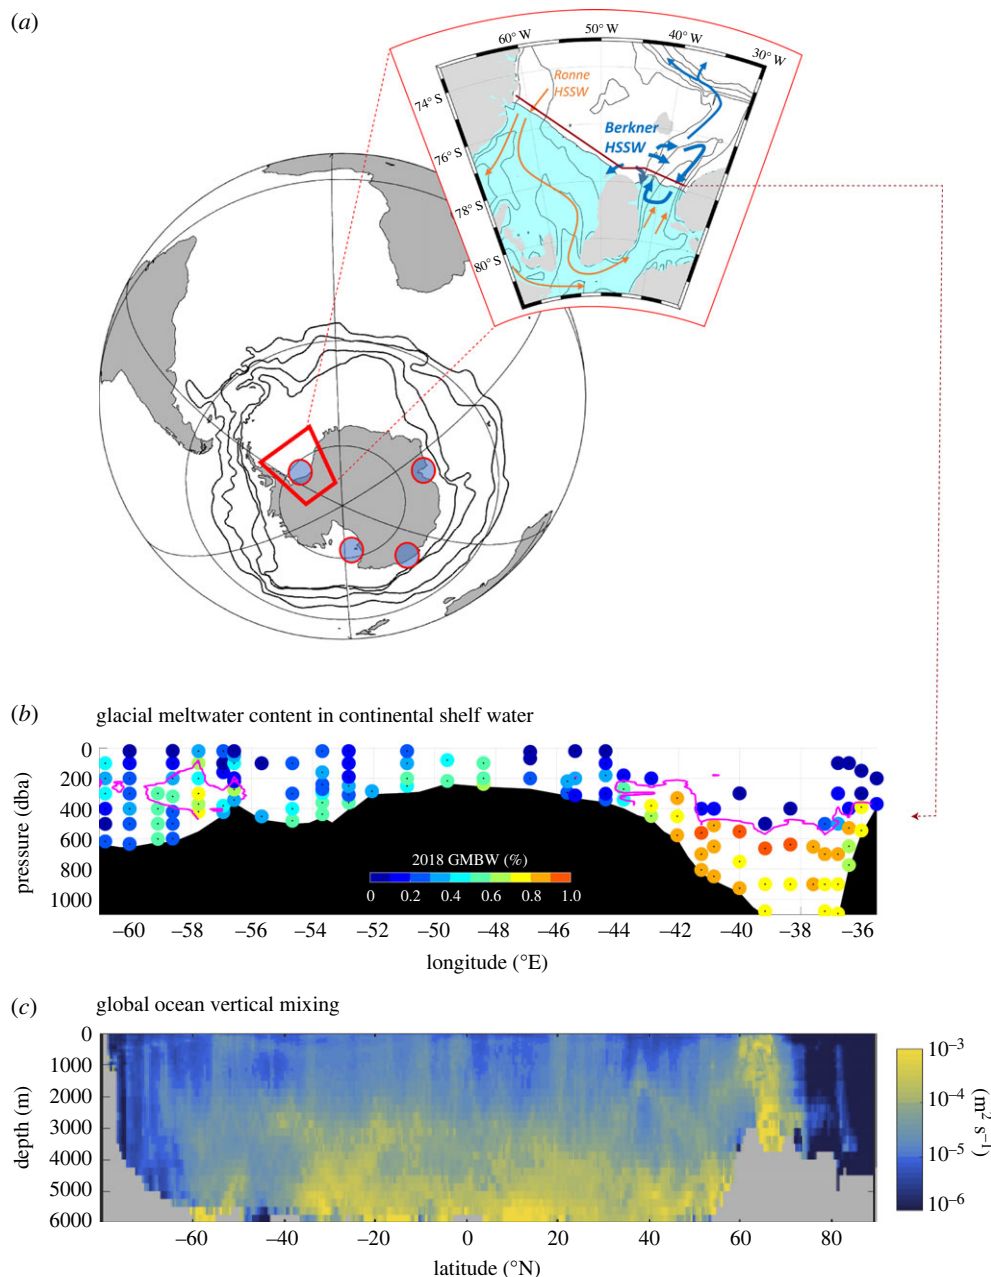 (a)
60° W
50° W
40° W
30° W
74° S
76° S
78° S
80° S
Ronne
HSSW
Berkner
HSSW
(b) glacial meltwater content in continental shelf water
0
200
400
600
800
1000
pressure (dba)
2018 GMBW (%)
0 0.2 0.4 0.6 0.8 1.0
–60 –58 –56 –54 –52 –50 –48 –46 –44 –42 –40 –38 –36
longitude (°E)
(c) global ocean vertical mixing
0
1000
2000
3000
4000
5000
6000
depth (m)
10⁻³
10⁻⁴
10⁻⁵
10⁻⁶
(m² s⁻¹)
–60 –40 –20 0 20 40 60 80
latitude (°N)